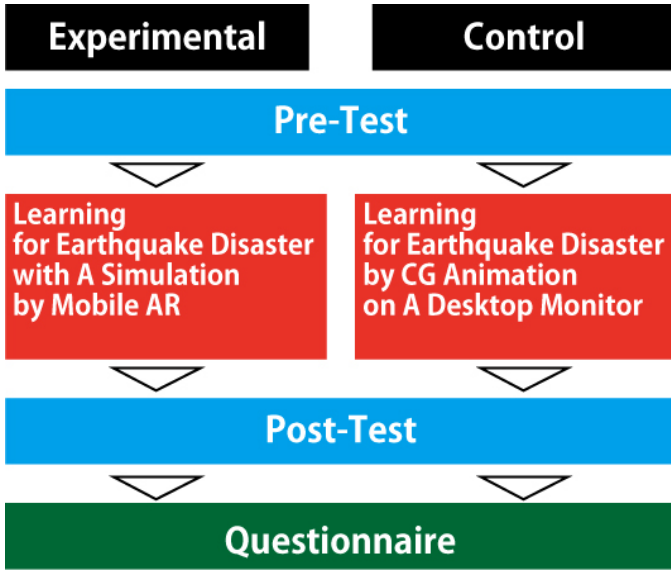 Experimental
Control
Pre-Test
Learning
for Earthquake Disaster
with A Simulation
by Mobile AR
Learning
for Earthquake Disaster
by CG Animation
on A Desktop Monitor
Post-Test
Questionnaire